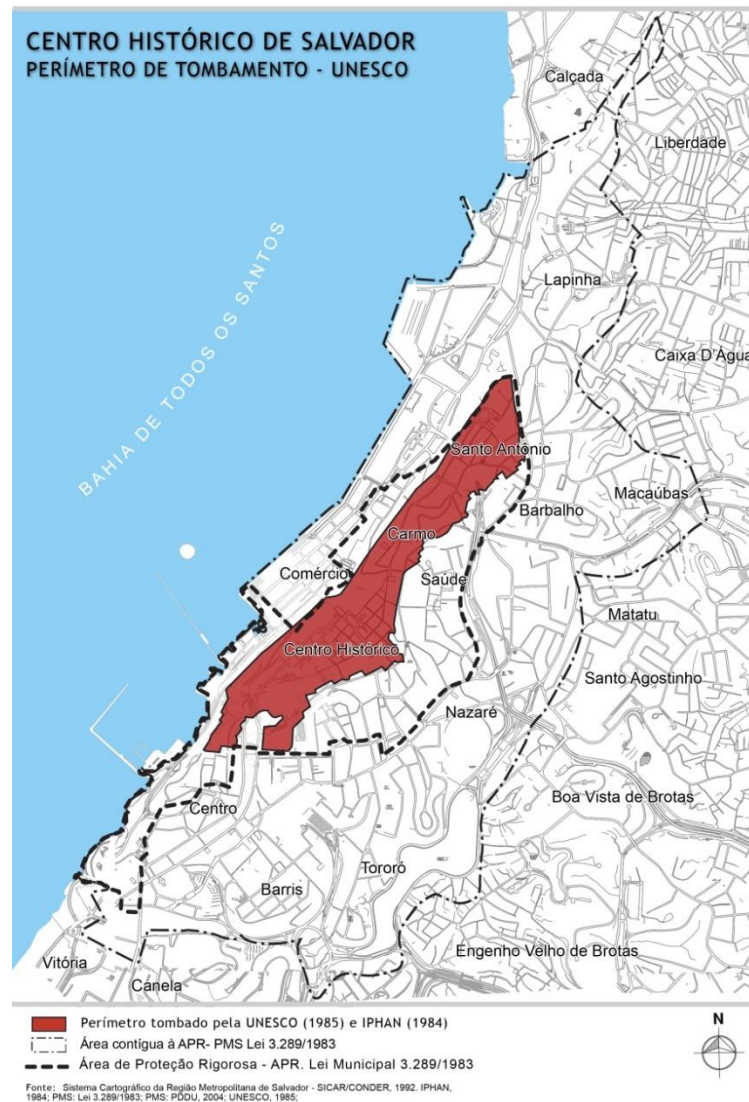 CENTRO HISTÓRICO DE SALVADOR
PERÍMETRO DE TOMBAMENTO - UNESCO
Calçada
Liberdade
BAHIA DE TODOS OS SANTOS
Lapinha
Caixa D'Água
Santo Antônio
Macaúbas
Barbalho
Carmo
Comércio
Saúde
Matatu
Centro Histórico
Santo Agostinho
Nazaré
Boa Vista de Brotas
Centro
Tororó
Barris
Engenho Velho de Brotas
Vitória
Canela
Perímetro tombado pela UNESCO (1985) e IPHAN (1984)
Área contígua à APR- PMS Lei 3.289/1983
Área de Proteção Rigorosa - APR. Lei Municipal 3.289/1983
N
Fonte: Sistema Cartográfico da Região Metropolitana de Salvador - SICAR/CONDER, 1992. IPHAN,
1984; PMS: Lei 3.289/1983; PMS: PDDU, 2004; UNESCO, 1985;